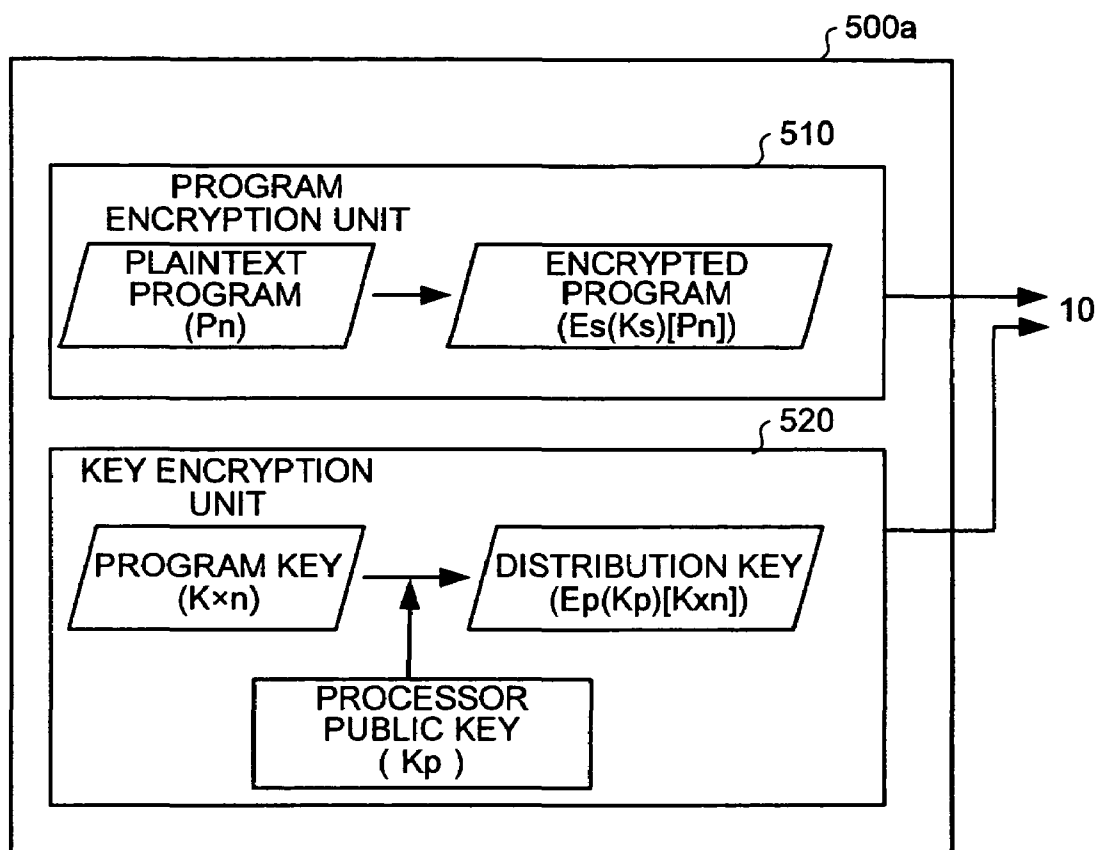 500a
510
PROGRAM
ENCRYPTION UNIT
PLAINTEXT
PROGRAM
(Pn)
ENCRYPTED
PROGRAM
(Es(Ks)[Pn])
10
520
KEY ENCRYPTION
UNIT
PROGRAM KEY
(K×n)
DISTRIBUTION KEY
(Ep(Kp)[Kxn])
PROCESSOR
PUBLIC KEY
( Kp )